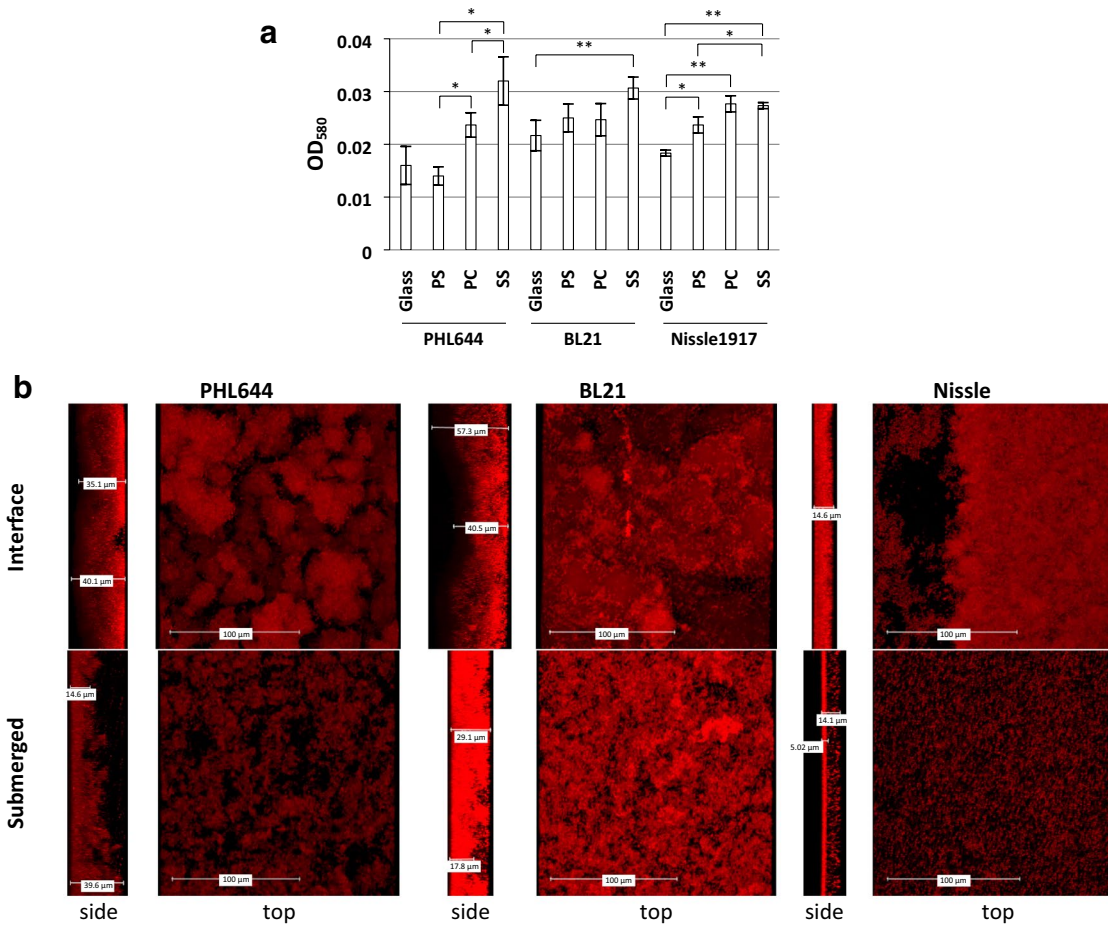 a
* * * ** ** * ** *
0.04
0.03
0.02
0.01
0
OD580
Glass PS PC SS Glass PS PC SS Glass PS PC SS
PHL644 BL21 Nissle1917
b
PHL644 BL21 Nissle
Interface
35.1 µm
40.1 µm
100 µm
57.3 µm
40.5 µm
100 µm
14.6 µm
100 µm
Submerged
14.6 µm
39.6 µm
100 µm
29.1 µm
17.8 µm
100 µm
14.1 µm
5.02 µm
100 µm
side top side top side top